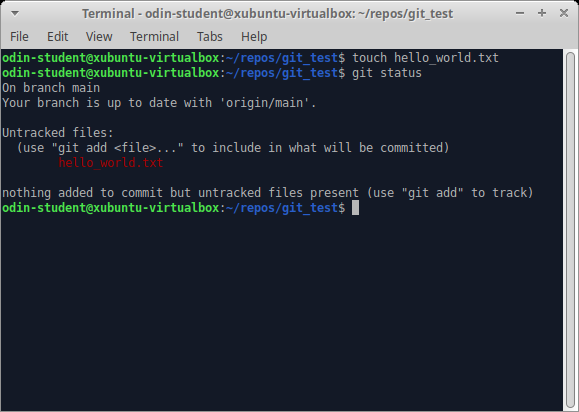 Terminal - odin-student@xubuntu-virtualbox: ~/repos/git_test
File Edit View Terminal Tabs Help
odin-student@xubuntu-virtualbox:~/repos/git_test$ touch hello_world.txt
odin-student@xubuntu-virtualbox:~/repos/git_test$ git status
On branch main
Your branch is up to date with 'origin/main'.
Untracked files:
(use "git add <file>..." to include in what will be committed)
hello_world.txt
nothing added to commit but untracked files present (use "git add" to track)
odin-student@xubuntu-virtualbox:~/repos/git_test$